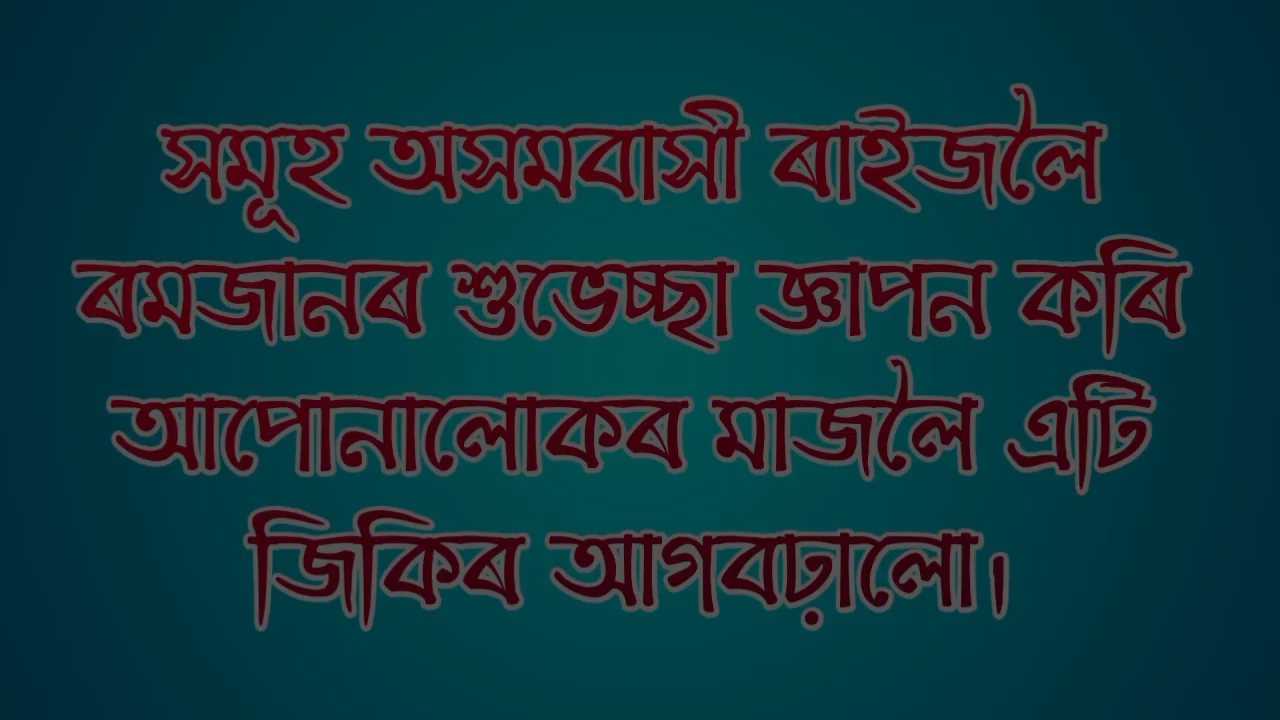 সমূহ অসমবাসী ৰাইজলৈ
ৰমজানৰ শুভেচ্ছা জ্ঞাপন কৰি
আপোনালোকৰ মাজলৈ এটি
জিকিৰ আগবঢ়ালো।